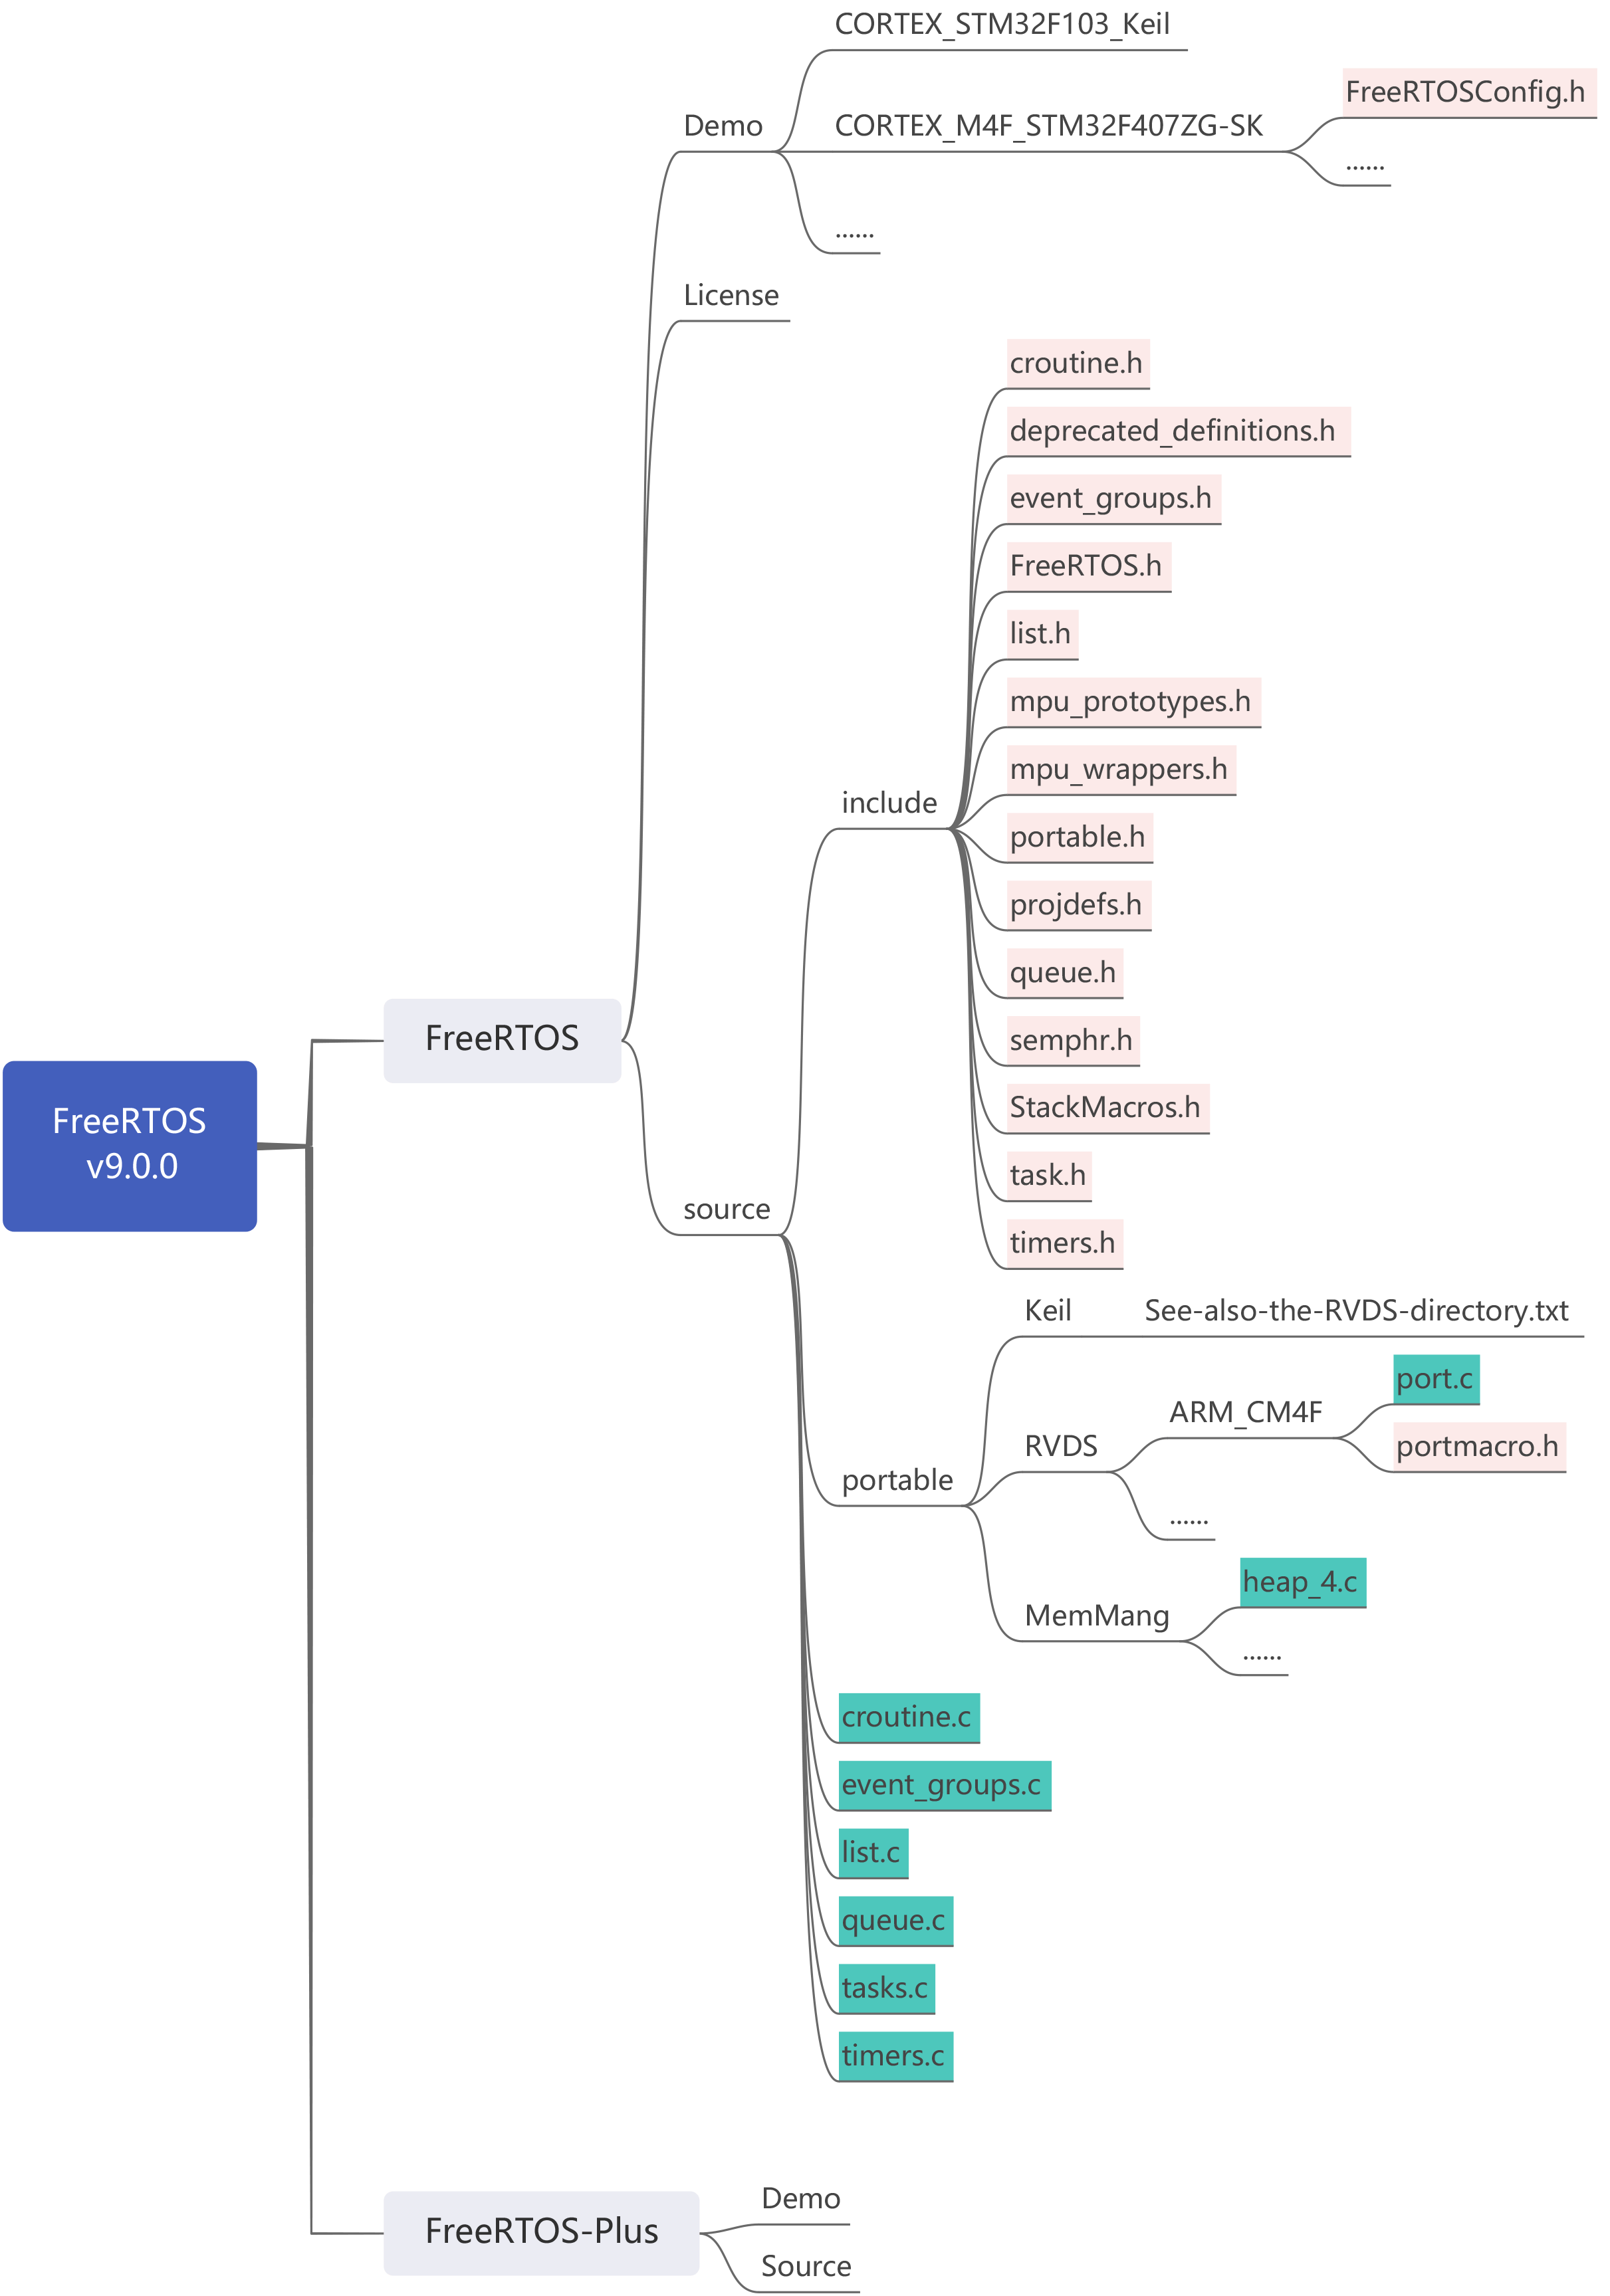 CORTEX_STM32F103_Keil
FreeRTOSConfig.h
Demo
CORTEX_M4F_STM32F407ZG-SK
......
......
License
croutine.h
deprecated_definitions.h
event_groups.h
FreeRTOS.h
list.h
mpu_prototypes.h
mpu_wrappers.h
include
portable.h
projdefs.h
queue.h
FreeRTOS
semphr.h
StackMacros.h
FreeRTOS
v9.0.0
task.h
source
timers.h
Keil
See-also-the-RVDS-directory.txt
port.c
ARM_CM4F
RVDS
portmacro.h
portable
......
heap_4.c
MemMang
......
croutine.c
event_groups.c
list.c
queue.c
tasks.c
timers.c
Demo
FreeRTOS-Plus
Source